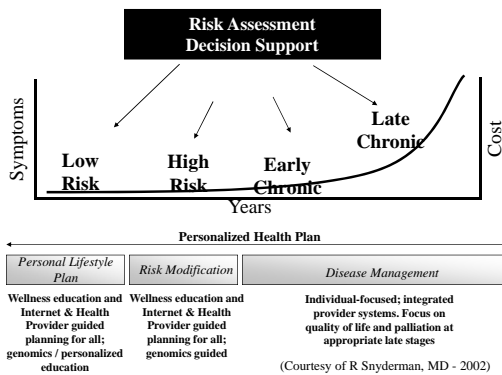 Risk Assessment
Decision Support
Symptoms
Cost
Low
Risk
High
Risk
Early
Chronic
Late
Chronic
Years
Personalized Health Plan
Personal Lifestyle
Plan
Risk Modification
Disease Management
Wellness education and
Internet & Health
Provider guided
planning for all;
genomics / personalized
education
Wellness education and
Internet & Health
Provider guided
planning for all;
genomics guided
Individual-focused; integrated
provider systems. Focus on
quality of life and palliation at
appropriate late stages
(Courtesy of R Snyderman, MD - 2002)